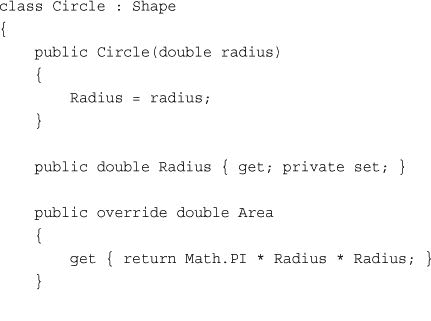 class Circle : Shape
{
    public Circle(double radius)
    {
        Radius = radius;
    }

    public double Radius { get; private set; }

    public override double Area
    {
        get { return Math.PI * Radius * Radius; }
    }